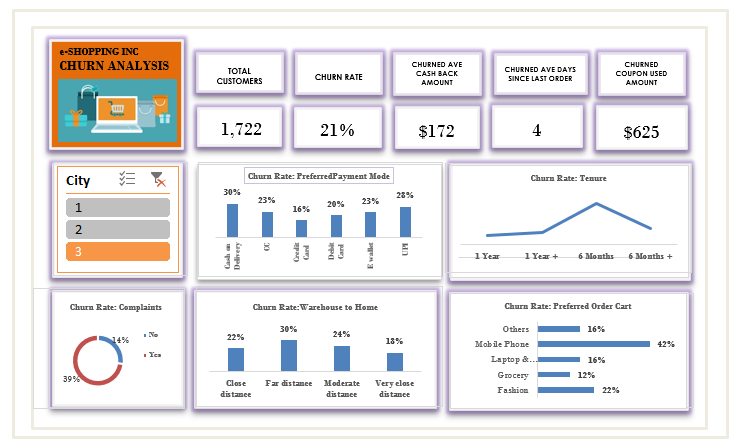 e-SHOPPING INC
CHURN ANALYSIS
TOTAL
CUSTOMERS
CHURN RATE
CHURNED AVE
CASH BACK
AMOUNT
CHURNED AVE DAYS
SINCE LAST ORDER
CHURNED
COUPON USED
AMOUNT
1,722
21%
$172
4
$625
City
1
2
3
Churn Rate: PreferredPayment Mode
30%
23%
16%
20%
23%
28%
Cash on
Delivery
CC
Credit
Card
Debit
Card
E wallet
UPI
Churn Rate: Tenure
1 Year
1 Year +
6 Months
6 Months +
Churn Rate: Complaints
14%
39%
No
Yes
Churn Rate:Warehouse to Home
22%
30%
24%
18%
Close
distance
Far distance
Moderate
distance
Very close
distance
Churn Rate: Preferred Order Cart
Others 16%
Mobile Phone 42%
Laptop &... 16%
Grocery 12%
Fashion 22%